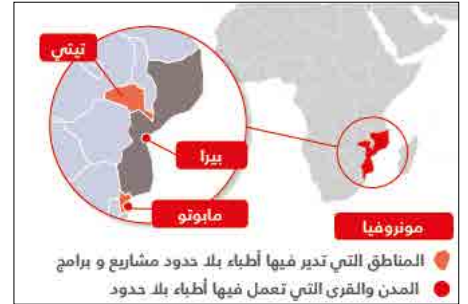 تيتي
بيرا
مابوتو
مونروفيا
المناطق التي تدير فيها أطباء بلا حدود مشاريع و برامج
المدن والقرى التي تعمل فيها أطباء بلا حدود